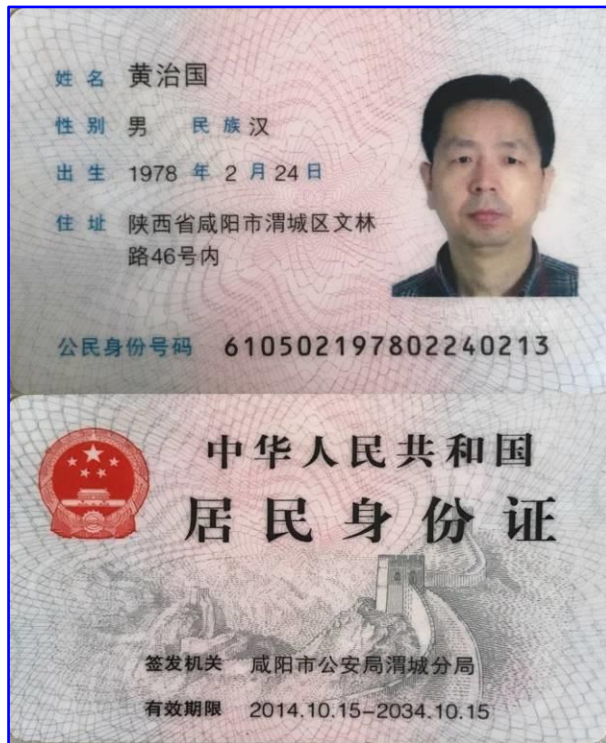 姓名 黄治国
性别 男 民族 汉
出生 1978 年 2 月 24 日
住址 陕西省咸阳市渭城区文林
路46号内
公民身份号码 610502197802240213
中华人民共和国
居民身份证
签发机关 咸阳市公安局渭城分局
有效期限 2014.10.15-2034.10.15